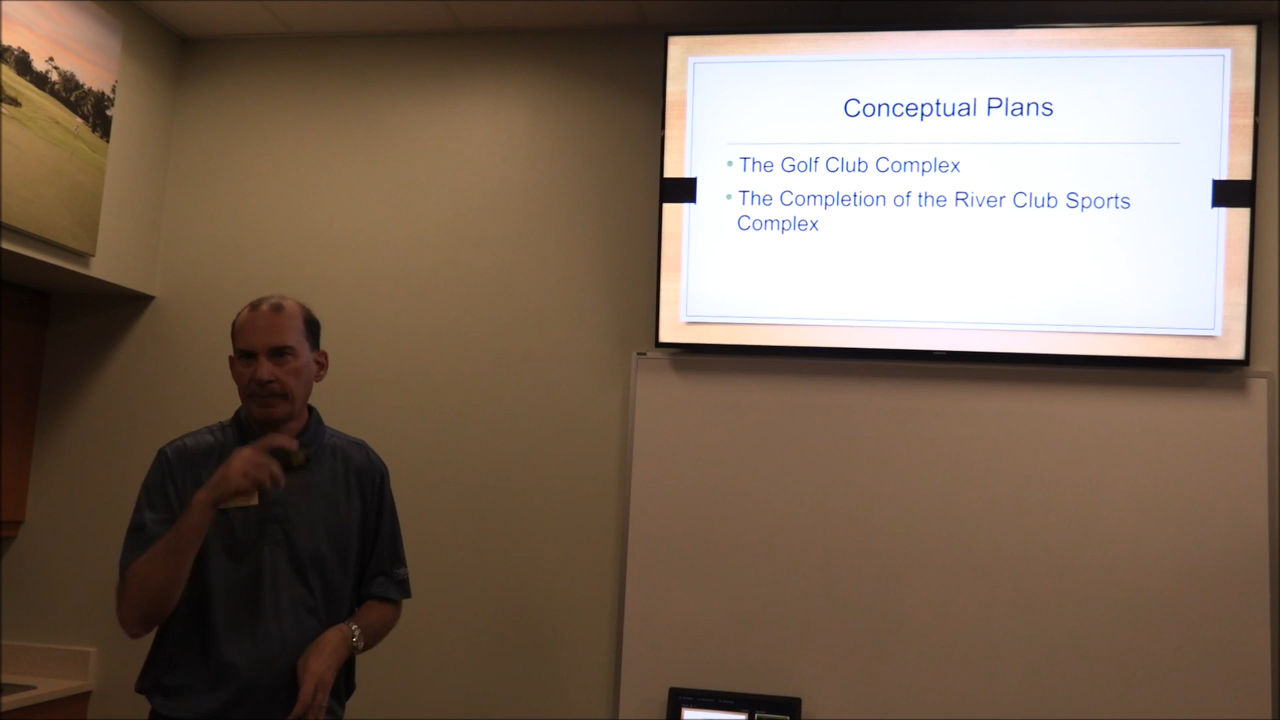 Conceptual Plans
• The Golf Club Complex
• The Completion of the River Club Sports
Complex